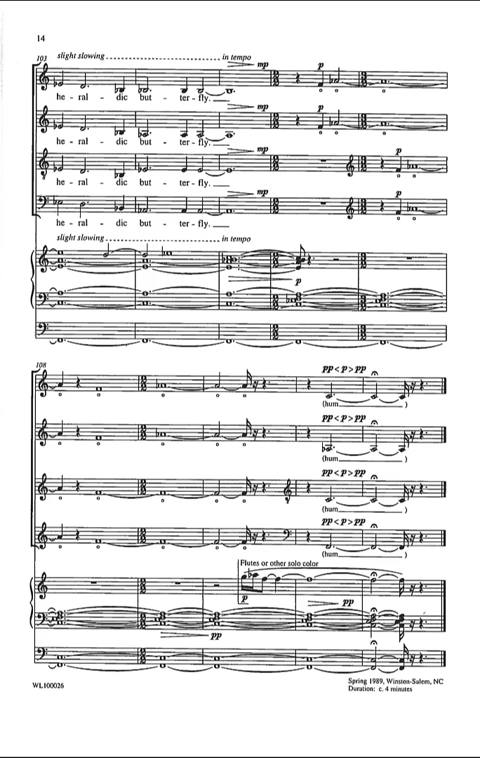 14
103
slight slowing
in tempo
mp
p
he - ral - dic but - ter - fly.
mp
p
he - ral - dic but - ter - fly.
mp
p
he - ral - dic but - ter - fly.
mp
p
he - ral - dic but - ter - fly.
slight slowing
in tempo
p
108
pp < p > pp
(hum )
pp < p > pp
(hum )
pp < p > pp
(hum )
pp < p > pp
(hum )
Flutes or other solo color
p
pp
pp
WL100026
Spring 1989, Winston-Salem, NC
Duration: c. 4 minutes